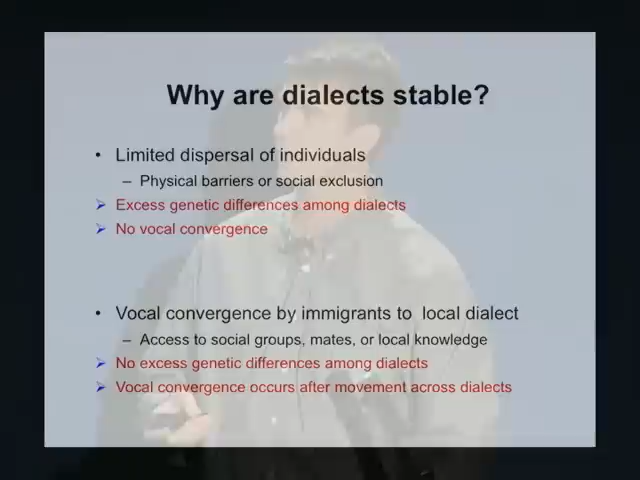 Why are dialects stable?
• Limited dispersal of individuals
– Physical barriers or social exclusion
➢ Excess genetic differences among dialects
➢ No vocal convergence
• Vocal convergence by immigrants to local dialect
– Access to social groups, mates, or local knowledge
➢ No excess genetic differences among dialects
➢ Vocal convergence occurs after movement across dialects